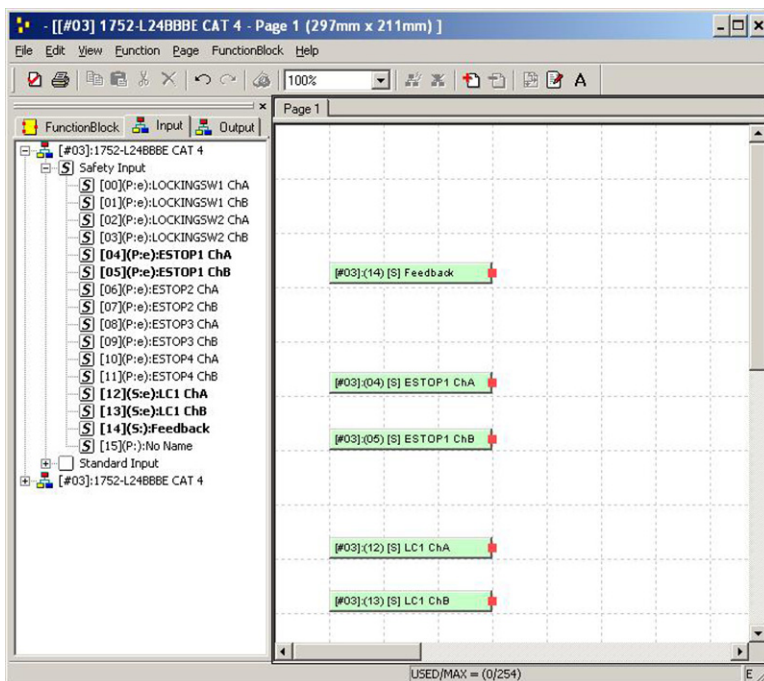 - [[#03] 1752-L24BBBE CAT 4 - Page 1 (297mm x 211mm) ]
File Edit View Function Page FunctionBlock Help
100% A
Page 1
FunctionBlock Input Output
[#03]:1752-L24BBBE CAT 4
S Safety Input
S [00](P:e):LOCKINGSW1 ChA
S [01](P:e):LOCKINGSW1 ChB
S [02](P:e):LOCKINGSW2 ChA
S [03](P:e):LOCKINGSW2 ChB
S [04](P:e):ESTOP1 ChA
S [05](P:e):ESTOP1 ChB
S [06](P:e):ESTOP2 ChA
S [07](P:e):ESTOP2 ChB
S [08](P:e):ESTOP3 ChA
S [09](P:e):ESTOP3 ChB
S [10](P:e):ESTOP4 ChA
S [11](P:e):ESTOP4 ChB
S [12](S:e):LC1 ChA
S [13](S:e):LC1 ChB
S [14](S:):Feedback
S [15](P:):No Name
Standard Input
[#03]:1752-L24BBBE CAT 4
[#03]:(14) [S] Feedback
[#03]:(04) [S] ESTOP1 ChA
[#03]:(05) [S] ESTOP1 ChB
[#03]:(12) [S] LC1 ChA
[#03]:(13) [S] LC1 ChB
USED/MAX = (0/254)
E